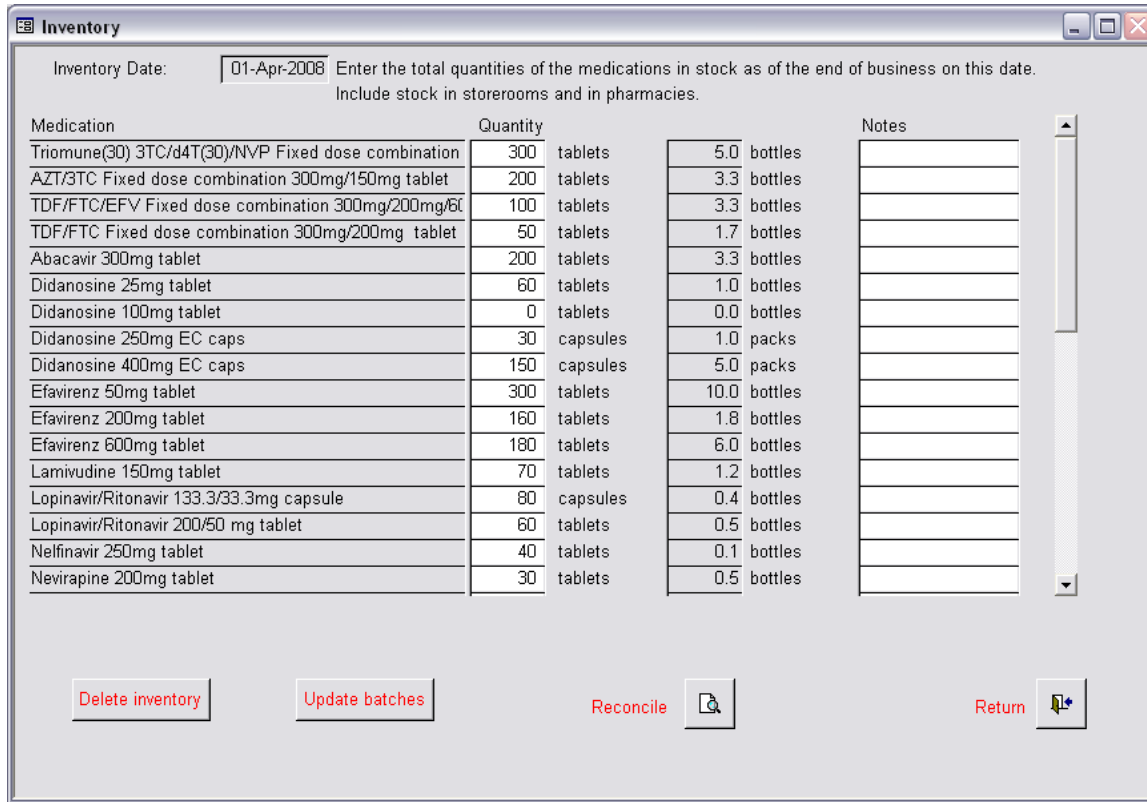 Inventory
Inventory Date: 01-Apr-2008 Enter the total quantities of the medications in stock as of the end of business on this date.
Include stock in storerooms and in pharmacies.
Medication Quantity Notes
Triomune(30) 3TC/d4T(30)/NVP Fixed dose combination 300 tablets 5.0 bottles
AZT/3TC Fixed dose combination 300mg/150mg tablet 200 tablets 3.3 bottles
TDF/FTC/EFV Fixed dose combination 300mg/200mg/60 100 tablets 3.3 bottles
TDF/FTC Fixed dose combination 300mg/200mg tablet 50 tablets 1.7 bottles
Abacavir 300mg tablet 200 tablets 3.3 bottles
Didanosine 25mg tablet 60 tablets 1.0 bottles
Didanosine 100mg tablet 0 tablets 0.0 bottles
Didanosine 250mg EC caps 30 capsules 1.0 packs
Didanosine 400mg EC caps 150 capsules 5.0 packs
Efavirenz 50mg tablet 300 tablets 10.0 bottles
Efavirenz 200mg tablet 160 tablets 1.8 bottles
Efavirenz 600mg tablet 180 tablets 6.0 bottles
Lamivudine 150mg tablet 70 tablets 1.2 bottles
Lopinavir/Ritonavir 133.3/33.3mg capsule 80 capsules 0.4 bottles
Lopinavir/Ritonavir 200/50 mg tablet 60 tablets 0.5 bottles
Nelfinavir 250mg tablet 40 tablets 0.1 bottles
Nevirapine 200mg tablet 30 tablets 0.5 bottles
Delete inventory Update batches Reconcile Return